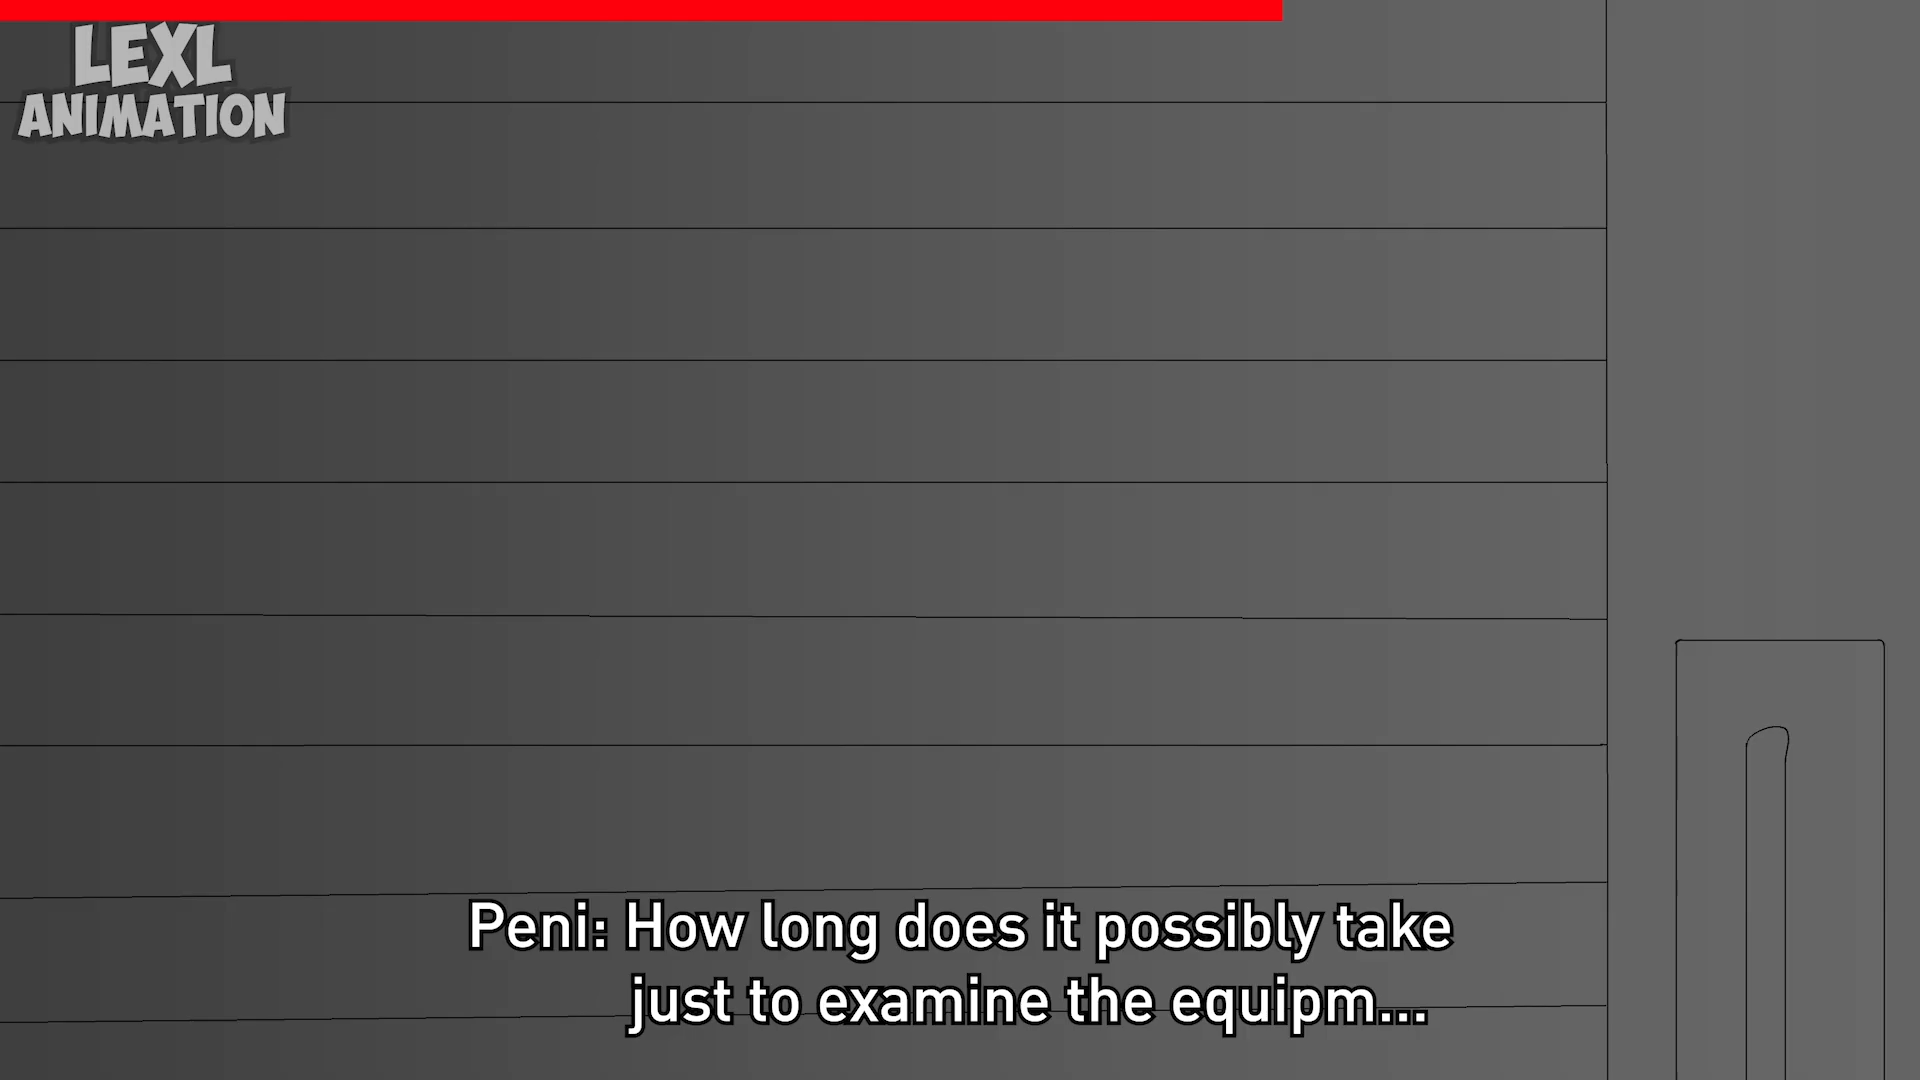 LEXL
ANIMATION
Peni: How long does it possibly take
just to examine the equipm...